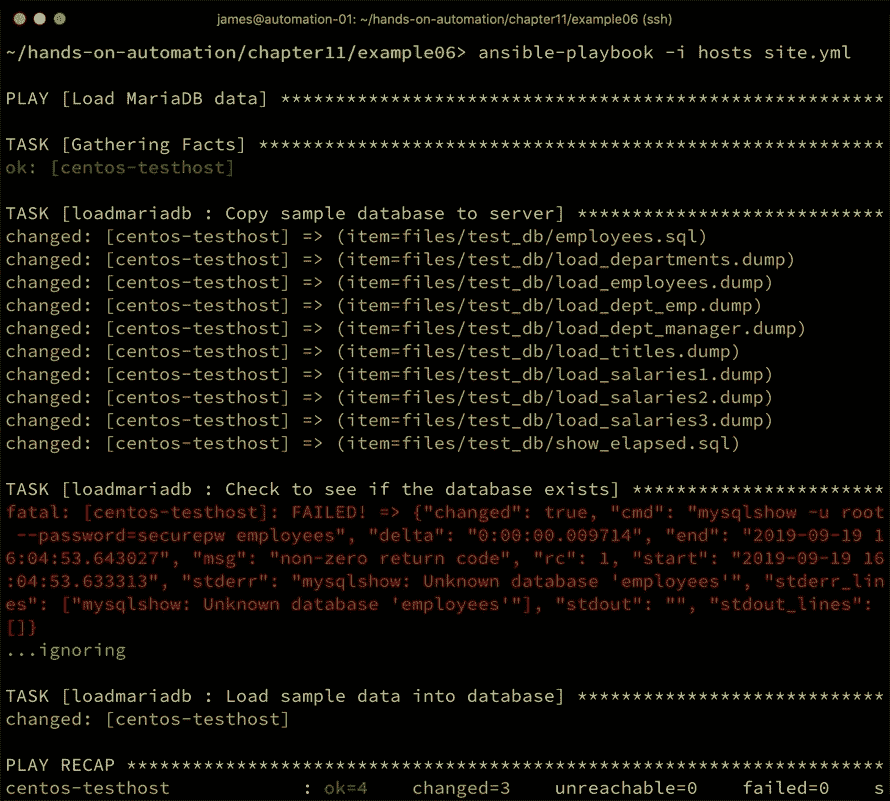 james@automation-01: ~/hands-on-automation/chapter11/example06 (ssh)
~/hands-on-automation/chapter11/example06> ansible-playbook -i hosts site.yml
PLAY [Load MariaDB data] *******************************************************
TASK [Gathering Facts] *********************************************************
ok: [centos-testhost]
TASK [loadmariadb : Copy sample database to server] ****************************
changed: [centos-testhost] => (item=files/test_db/employees.sql)
changed: [centos-testhost] => (item=files/test_db/load_departments.dump)
changed: [centos-testhost] => (item=files/test_db/load_employees.dump)
changed: [centos-testhost] => (item=files/test_db/load_dept_emp.dump)
changed: [centos-testhost] => (item=files/test_db/load_dept_manager.dump)
changed: [centos-testhost] => (item=files/test_db/load_titles.dump)
changed: [centos-testhost] => (item=files/test_db/load_salaries1.dump)
changed: [centos-testhost] => (item=files/test_db/load_salaries2.dump)
changed: [centos-testhost] => (item=files/test_db/load_salaries3.dump)
changed: [centos-testhost] => (item=files/test_db/show_elapsed.sql)
TASK [loadmariadb : Check to see if the database exists] ***********************
fatal: [centos-testhost]: FAILED! => {"changed": true, "cmd": "mysqlshow -u root
 --password=securepw employees", "delta": "0:00:00.009714", "end": "2019-09-19 1
6:04:53.643027", "msg": "non-zero return code", "rc": 1, "start": "2019-09-19 16
:04:53.633313", "stderr": "mysqlshow: Unknown database 'employees'", "stderr_lin
es": ["mysqlshow: Unknown database 'employees'"], "stdout": "", "stdout_lines":
[]}
...ignoring
TASK [loadmariadb : Load sample data into database] ****************************
changed: [centos-testhost]
PLAY RECAP *********************************************************************
centos-testhost            : ok=4    changed=3    unreachable=0    failed=0    s